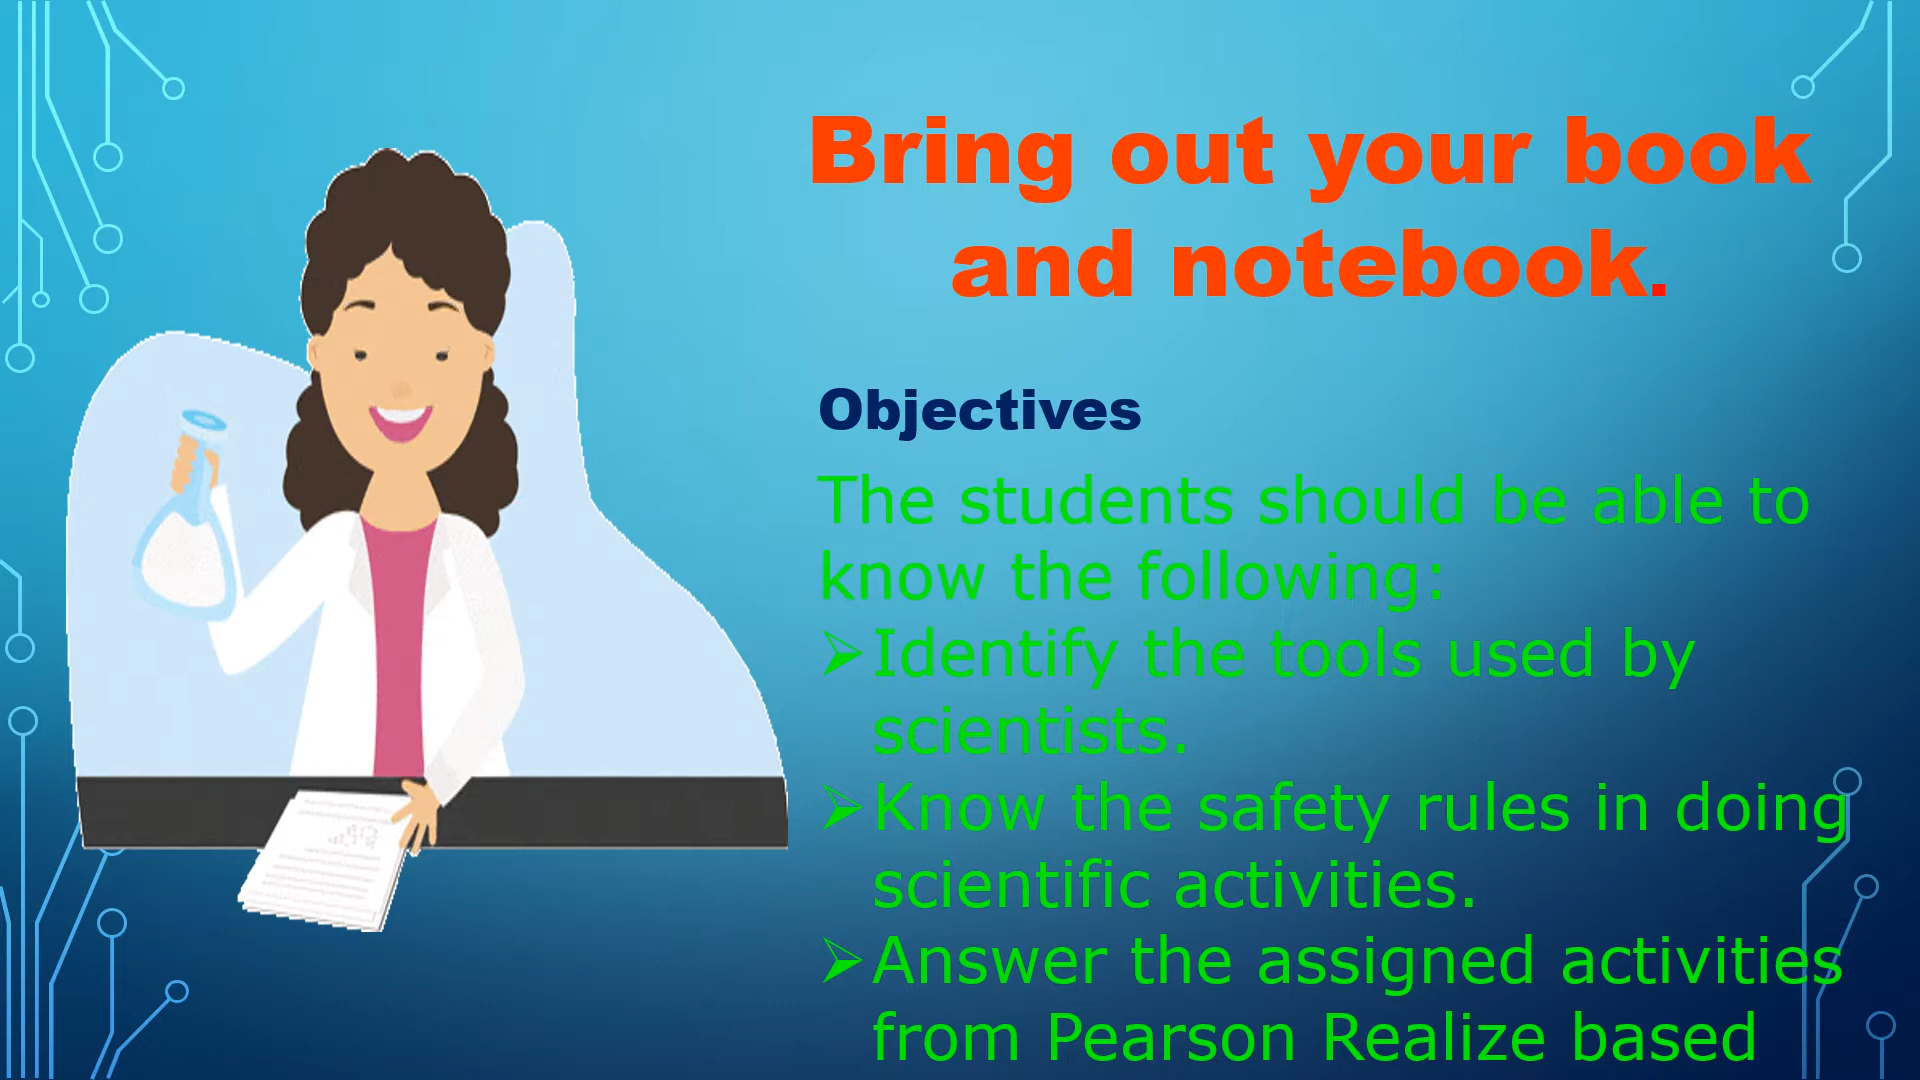 Bring out your book
and notebook.
Objectives
The students should be able to
know the following:
➢Identify the tools used by
scientists.
➢Know the safety rules in doing
scientific activities.
➢Answer the assigned activities
from Pearson Realize based